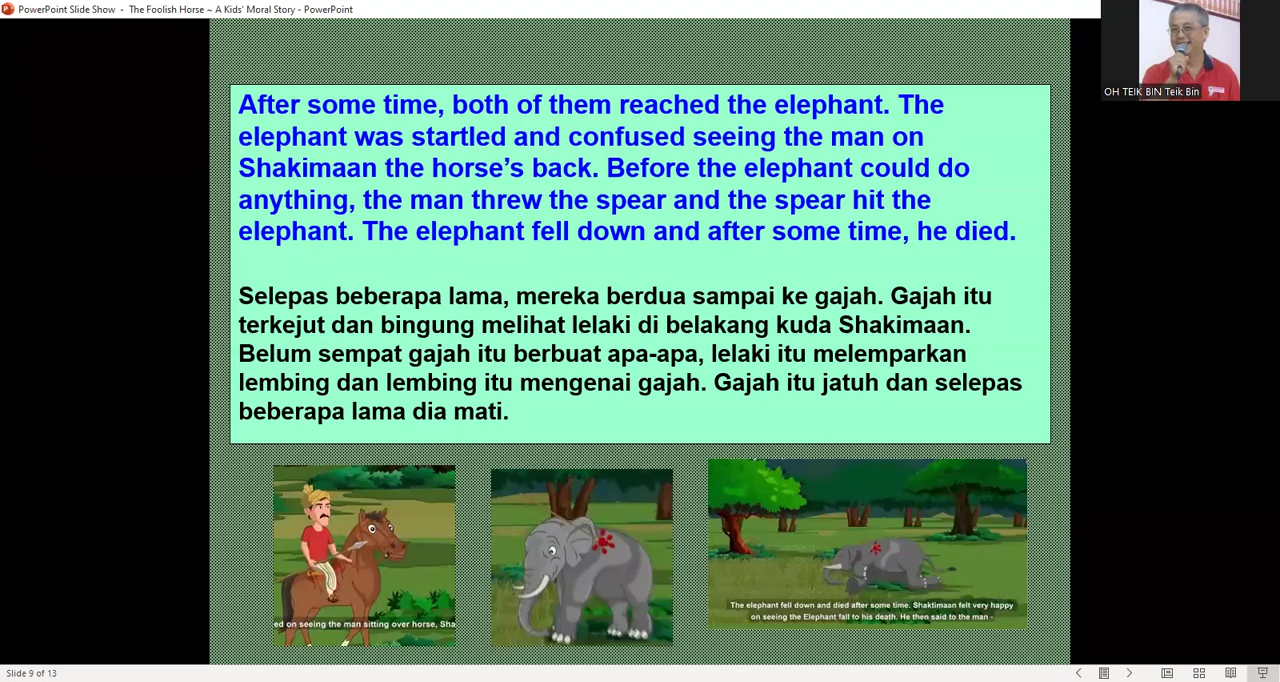 PowerPoint Slide Show - The Foolish Horse ~ A Kids' Moral Story - PowerPoint
OH TEIK BIN Teik Bin
After some time, both of them reached the elephant. The
elephant was startled and confused seeing the man on
Shakimaan the horse's back. Before the elephant could do
anything, the man threw the spear and the spear hit the
elephant. The elephant fell down and after some time, he died.
Selepas beberapa lama, mereka berdua sampai ke gajah. Gajah itu
terkejut dan bingung melihat lelaki di belakang kuda Shakimaan.
Belum sempat gajah itu berbuat apa-apa, lelaki itu melemparkan
lembing dan lembing itu mengenai gajah. Gajah itu jatuh dan selepas
beberapa lama dia mati.
ed on seeing the man sitting over horse, Sha
The elephant fell down and died after some time. Shaktimaan felt very happy
on seeing the Elephant fall to his death. He then said to the man -
Slide 9 of 13